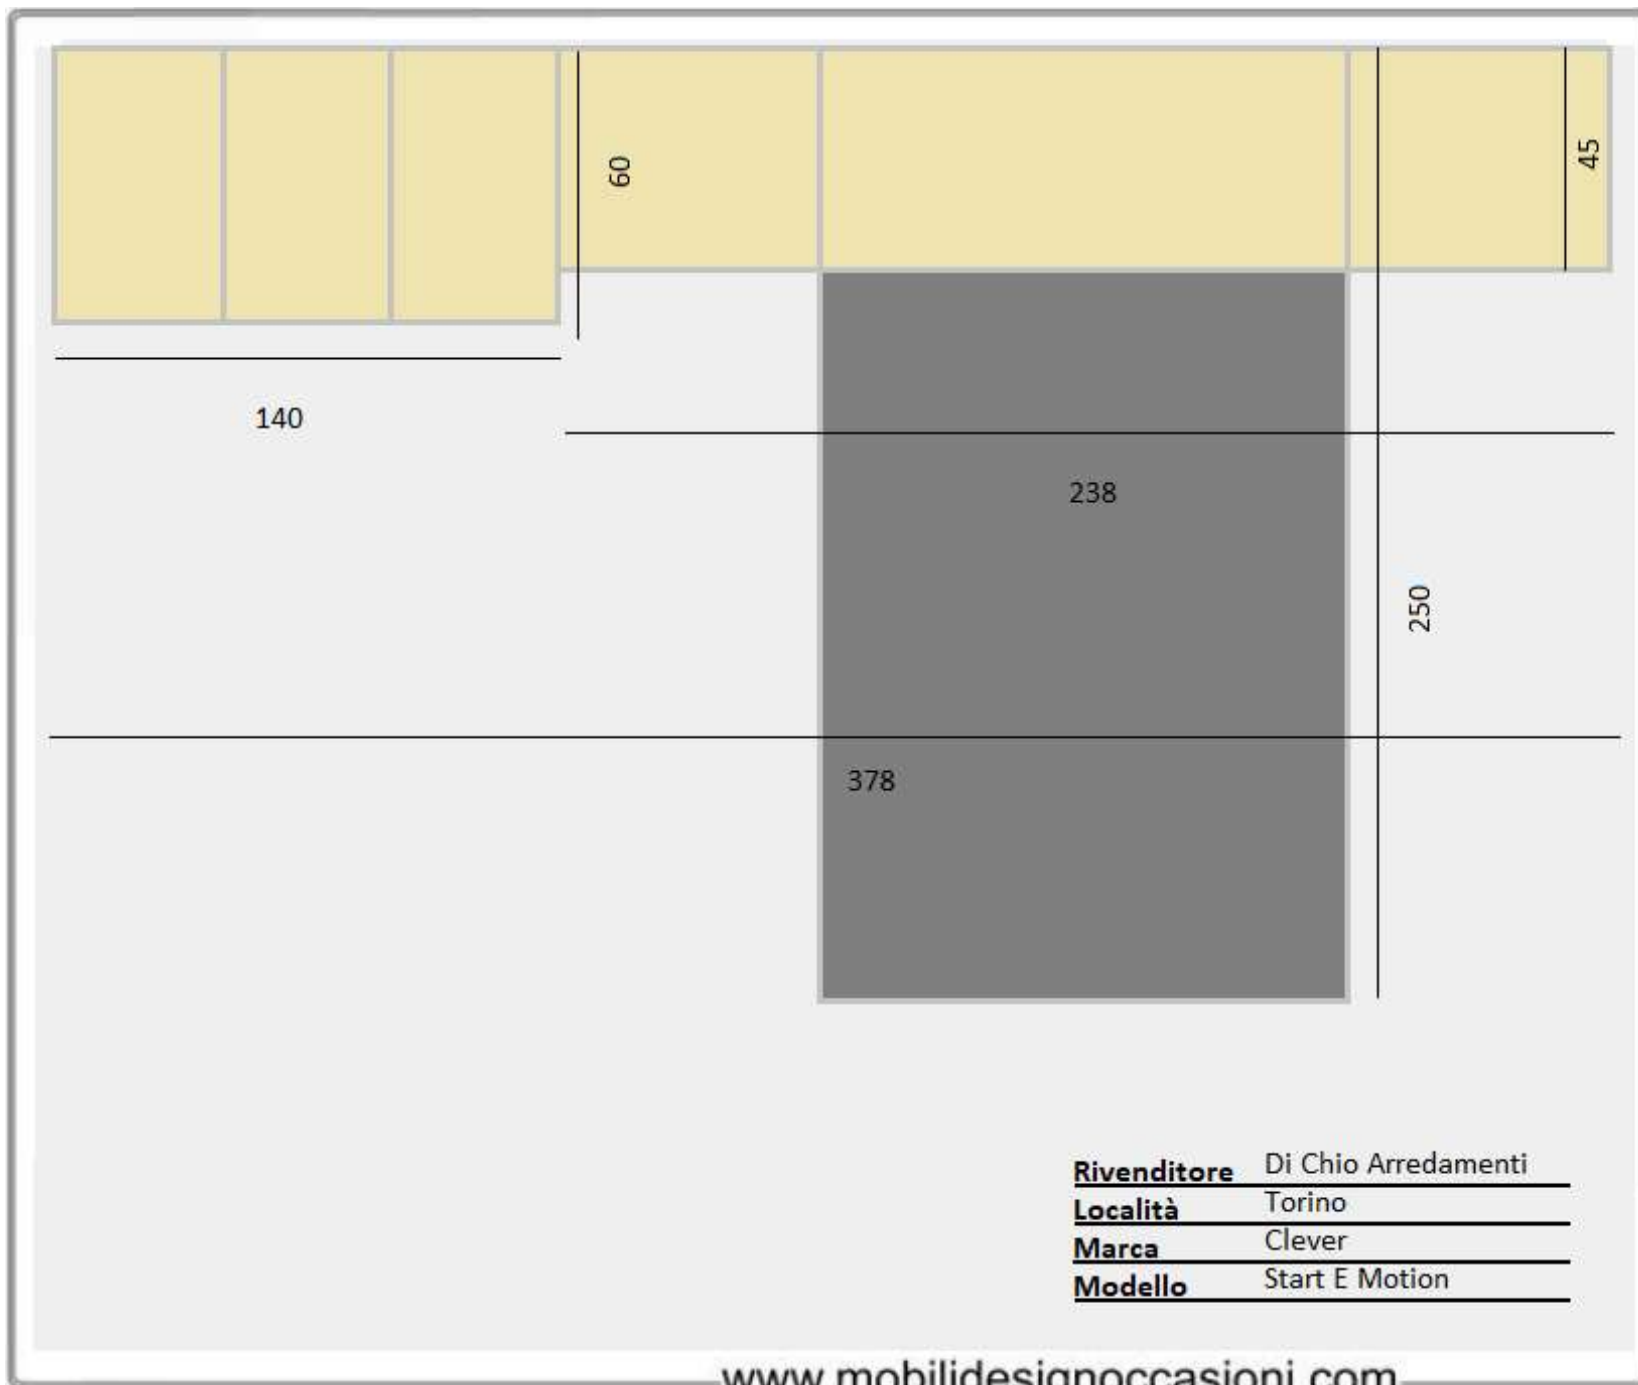 60
45
140
238
250
378
Rivenditore Di Chio Arredamenti
Località Torino
Marca Clever
Modello Start E Motion
www.mobilidesignoccasioni.com